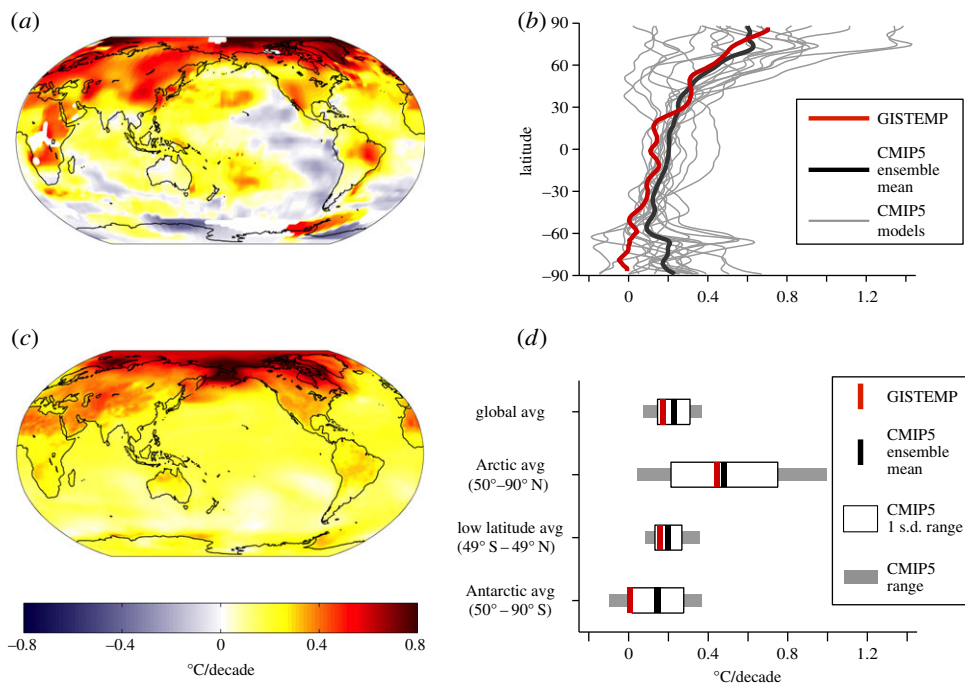 (a)
(b)
90
60
30
0
−30
−60
−90
latitude
GISTEMP
CMIP5
ensemble
mean
CMIP5
models
0
0.4
0.8
1.2
(c)
−0.8
−0.4
0
0.4
0.8
°C/decade
(d)
global avg
Arctic avg
(50°–90° N)
low latitude avg
(49° S – 49° N)
Antarctic avg
(50° – 90° S)
GISTEMP
CMIP5
ensemble
mean
CMIP5
1 s.d. range
CMIP5
range
0
0.4
0.8
1.2
°C/decade